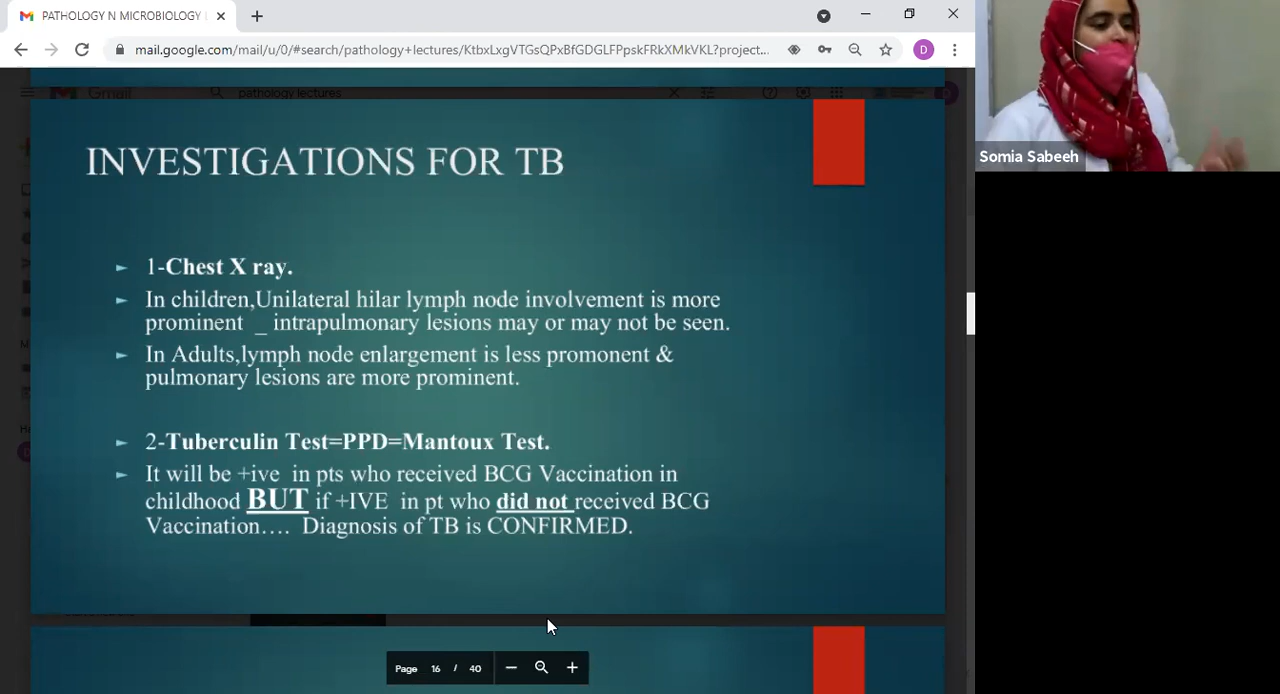 PATHOLOGY N MICROBIOLOGY
mail.google.com/mail/u/0/#search/pathology+lectures/KtbxLxgVTGsQPxBfGDGLFPpskFRkXMkVKL?project...
D
Gmail
pathology lectures
INVESTIGATIONS FOR TB
► 1-Chest X ray.
► In children,Unilateral hilar lymph node involvement is more
prominent _ intrapulmonary lesions may or may not be seen.
► In Adults,lymph node enlargement is less promonent &
pulmonary lesions are more prominent.
► 2-Tuberculin Test=PPD=Mantoux Test.
► It will be +ive in pts who received BCG Vaccination in
childhood BUT if +IVE in pt who did not received BCG
Vaccination.... Diagnosis of TB is CONFIRMED.
Page 16 / 40
Somia Sabeeh